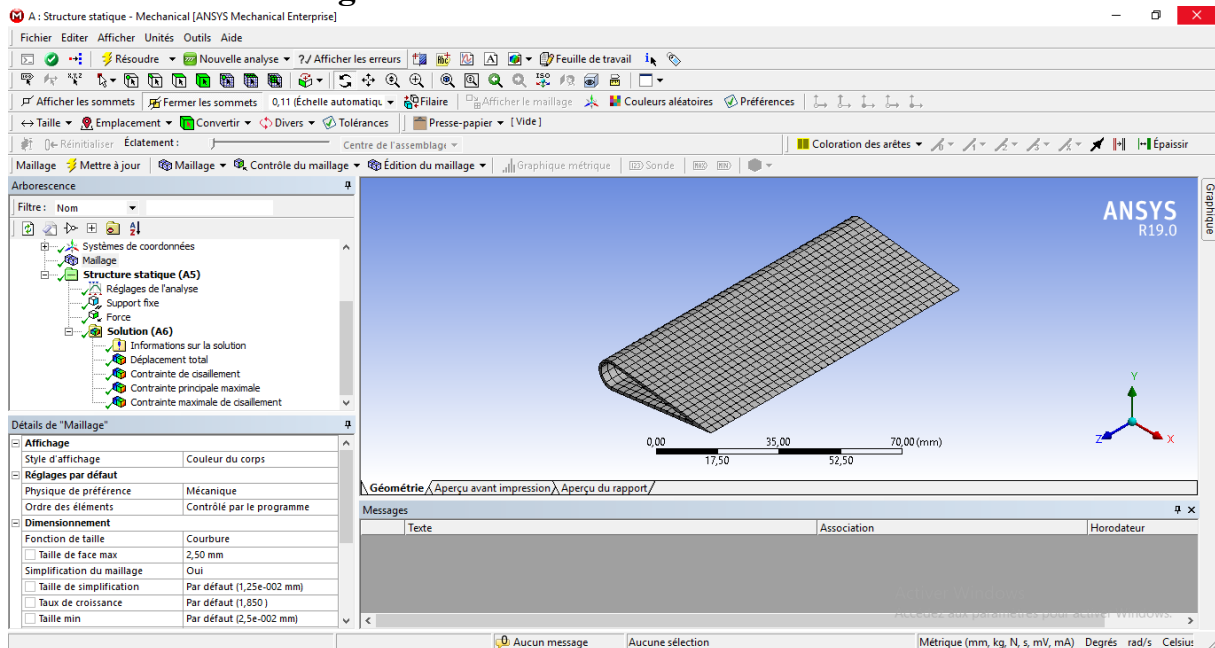 A : Structure statique - Mechanical [ANSYS Mechanical Enterprise]
Fichier Editer Afficher Unités Outils Aide
Résoudre Nouvelle analyse ?/ Afficher les erreurs A Feuille de travail
X,Y,Z ISO
Afficher les sommets Fermer les sommets 0,11 (Échelle automatiqu Filaire Afficher le maillage Couleurs aléatoires Préférences
Taille Emplacement Convertir Divers Tolérances Presse-papier [Vide]
Réinitialiser Éclatement : Centre de l'assemblage Coloration des arêtes Épaissir
Maillage Mettre à jour Maillage Contrôle du maillage Édition du maillage Graphique métrique Sonde
Arborescence
Filtre : Nom
Systèmes de coordonnées
Maillage
Structure statique (A5)
Réglages de l'analyse
Support fixe
Force
Solution (A6)
Informations sur la solution
Déplacement total
Contrainte de cisaillement
Contrainte principale maximale
Contrainte maximale de cisaillement
Détails de "Maillage"
Affichage
Style d'affichage Couleur du corps
Réglages par défaut
Physique de préférence Mécanique
Ordre des éléments Contrôlé par le programme
Dimensionnement
Fonction de taille Courbure
Taille de face max 2,50 mm
Simplification du maillage Oui
Taille de simplification Par défaut (1,25e-002 mm)
Taux de croissance Par défaut (1,850 )
Taille min Par défaut (2,5e-002 mm)
ANSYS
R19.0
Graphique
0,00 35,00 70,00 (mm)
17,50 52,50
Y
Z X
Géométrie Aperçu avant impression Aperçu du rapport
Messages
Texte Association Horodateur
Activer Windows
Accédez aux paramètres pour activer Windows.
Aucun message Aucune sélection Métrique (mm, kg, N, s, mV, mA) Degrés rad/s Celsius